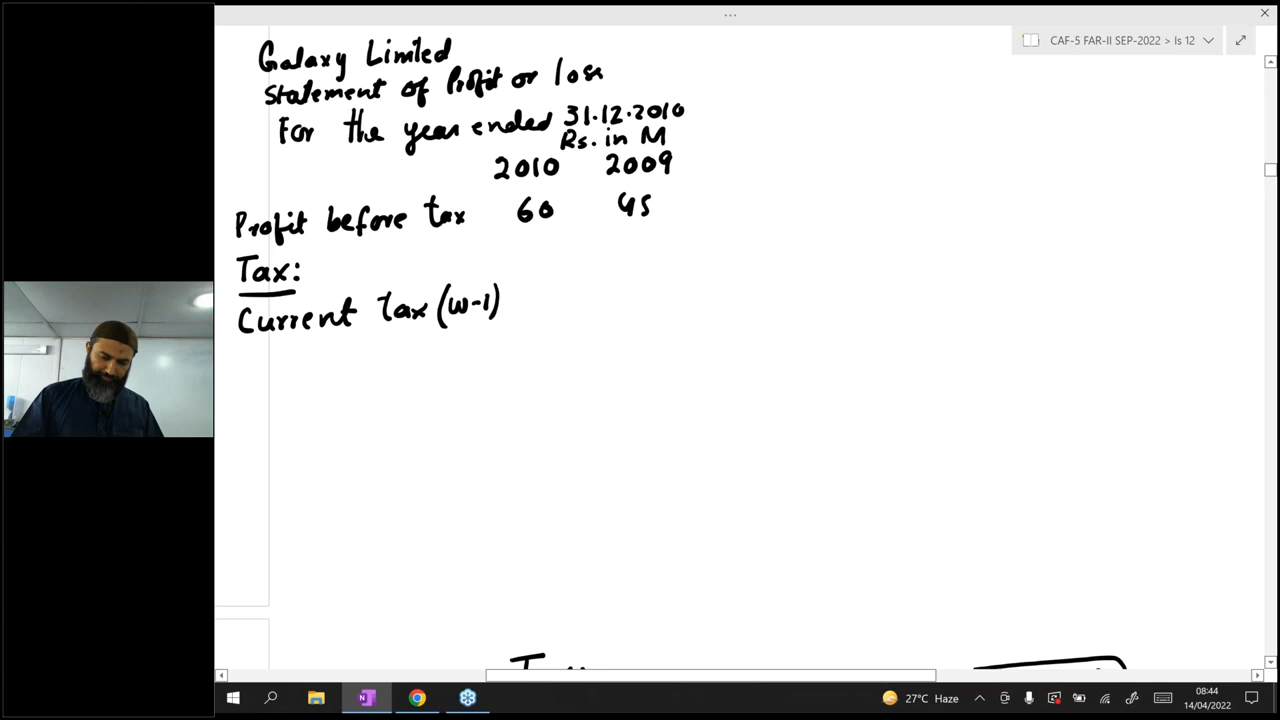 CAF-5 FAR-II SEP-2022 > Is 12
Galaxy Limited
Statement of Profit or loss
For the year ended 31.12.2010
Rs. in M
2010 2009
Profit before tax 60 45
Tax:
Current tax (w-1)
27°C Haze
08:44
14/04/2022